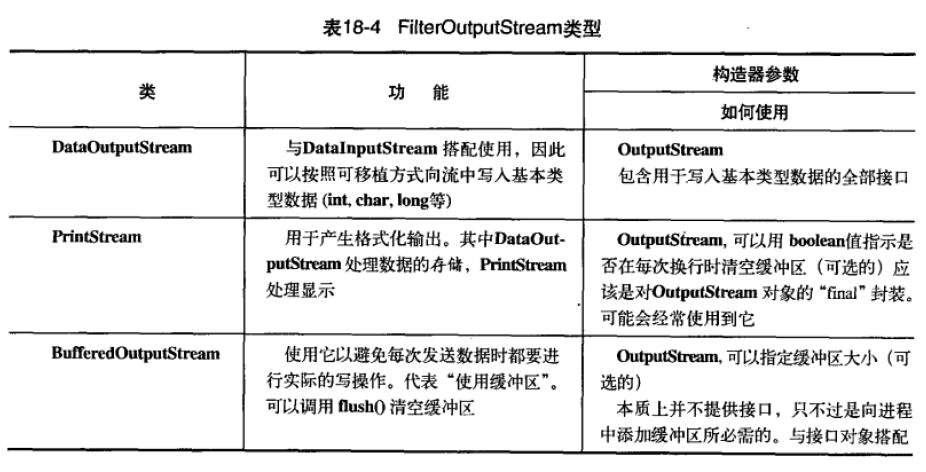 表18-4 FilterOutputStream类型
类
功 能
构造器参数
如何使用
DataOutputStream
与DataInputStream 搭配使用，因此
可以按照可移植方式向流中写入基本类
型数据 (int, char, long等)
OutputStream
包含用于写入基本类型数据的全部接口
PrintStream
用于产生格式化输出。其中DataOut-
putStream 处理数据的存储，PrintStream
处理显示
OutputStream, 可以用 boolean值指示是
否在每次换行时清空缓冲区（可选的）应
该是对OutputStream 对象的“final”封装。
可能会经常使用到它
BufferedOutputStream
使用它以避免每次发送数据时都要进
行实际的写操作。代表“使用缓冲区”。
可以调用 flush() 清空缓冲区
OutputStream, 可以指定缓冲区大小（可
选的）
本质上并不提供接口，只不过是向进程
中添加缓冲区所必需的。与接口对象搭配